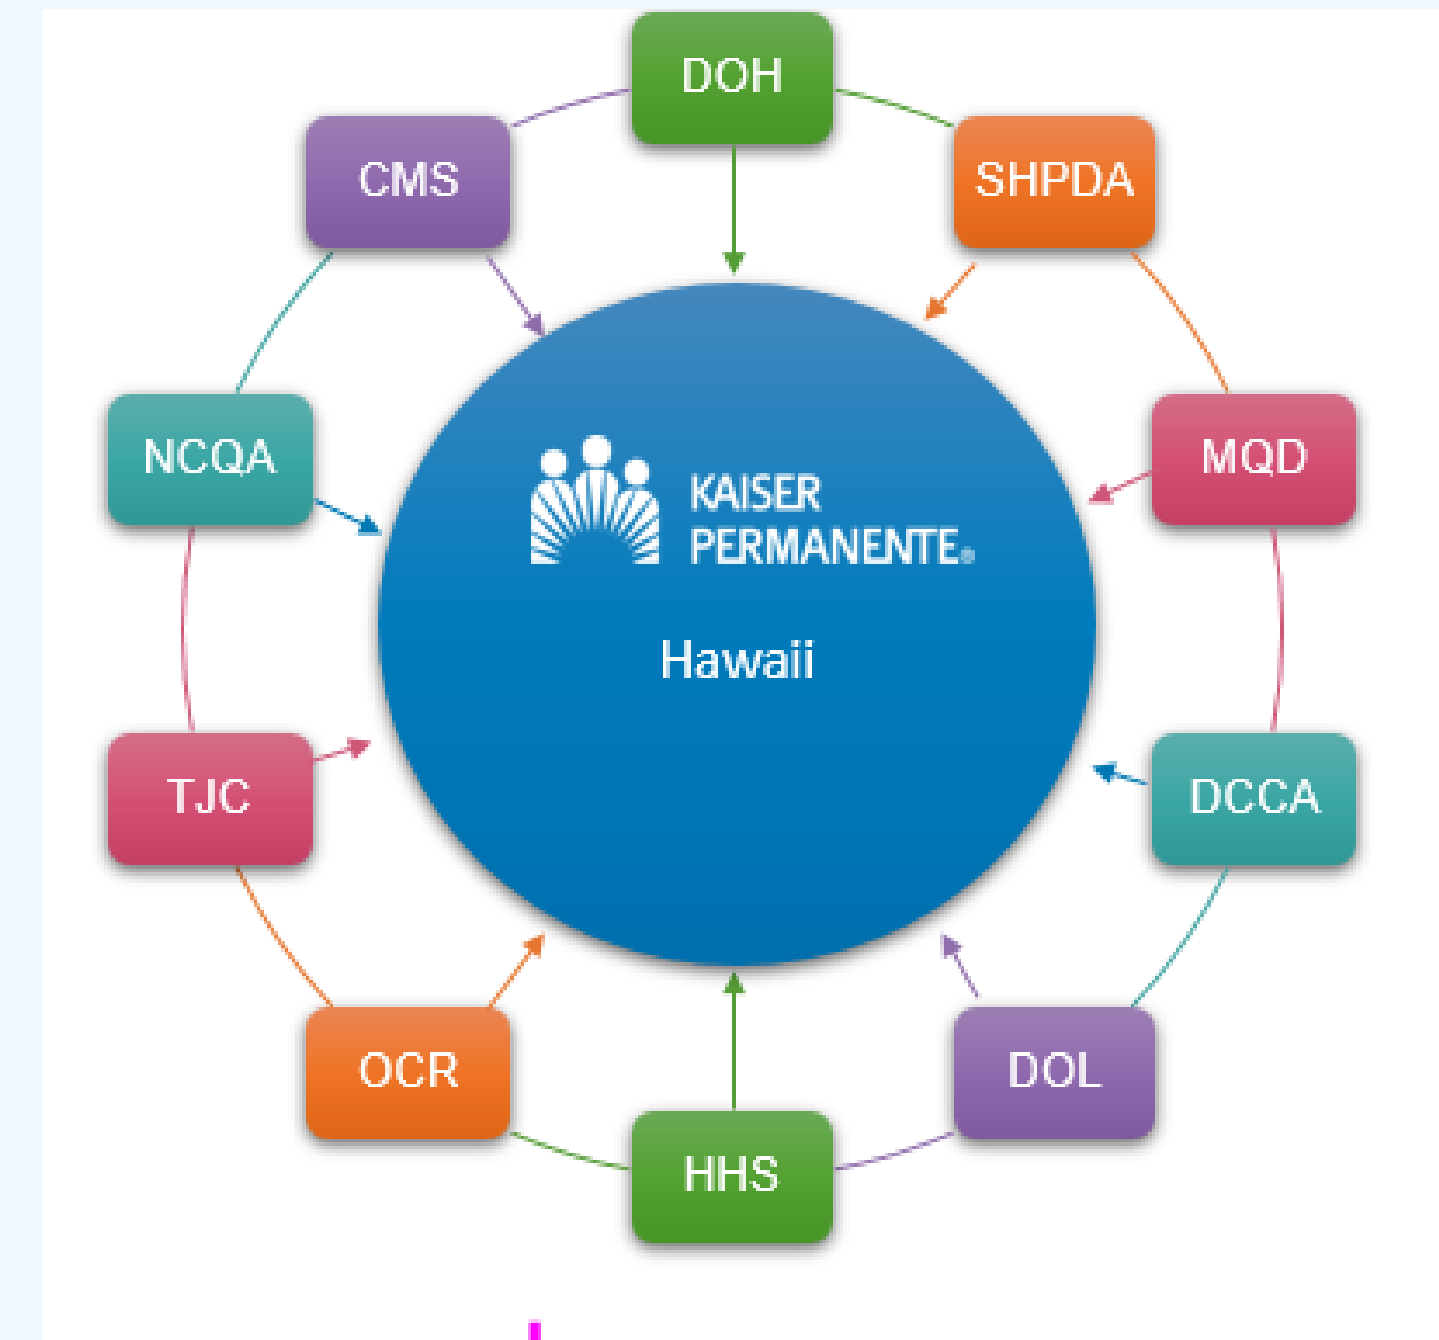 DOH
CMS
SHPDA
NCQA
MQD
KAISER
PERMANENTE®
Hawaii
TJC
DCCA
OCR
DOL
HHS